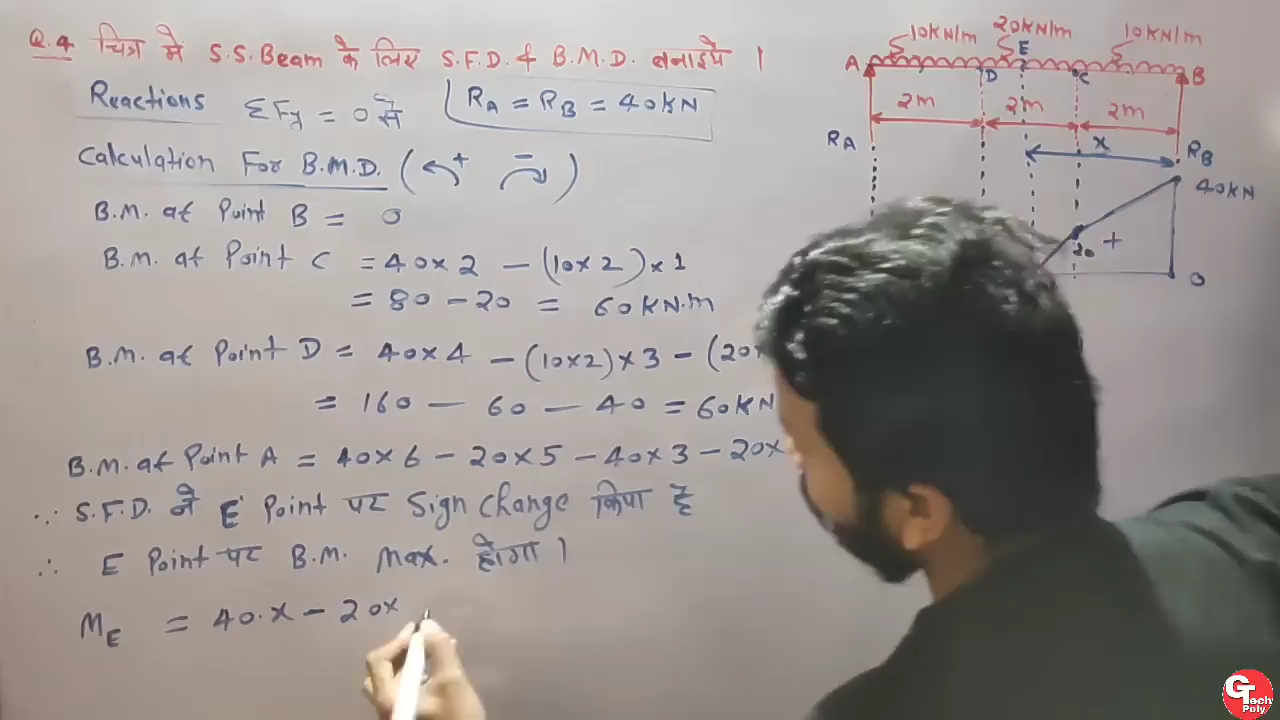 Q.4 चित्र में S.S.Beam के लिए S.F.D. & B.M.D. बनाइये ।
Reactions ΣFy = 0 से RA = RB = 40KN
Calculation For B.M.D. ( + − )
B.M. at Point B = 0
B.M. at Point C = 40×2 − (10×2)×1
= 80 − 20 = 60KN.m
B.M. at Point D = 40×4 − (10×2)×3 − (20×
= 160 − 60 − 40 = 60KN
B.M. at Point A = 40×6 − 20×5 − 40×3 − 20×
∵ S.F.D. ने E Point पर Sign Change किया है
∴ E Point पर B.M. Max. होगा ।
ME = 40.x − 20×
10KN/m 20KN/m 10KN/m
A D E C B
2m 2m 2m
RA x RB
40KN
20 +
0
G Tech Poly